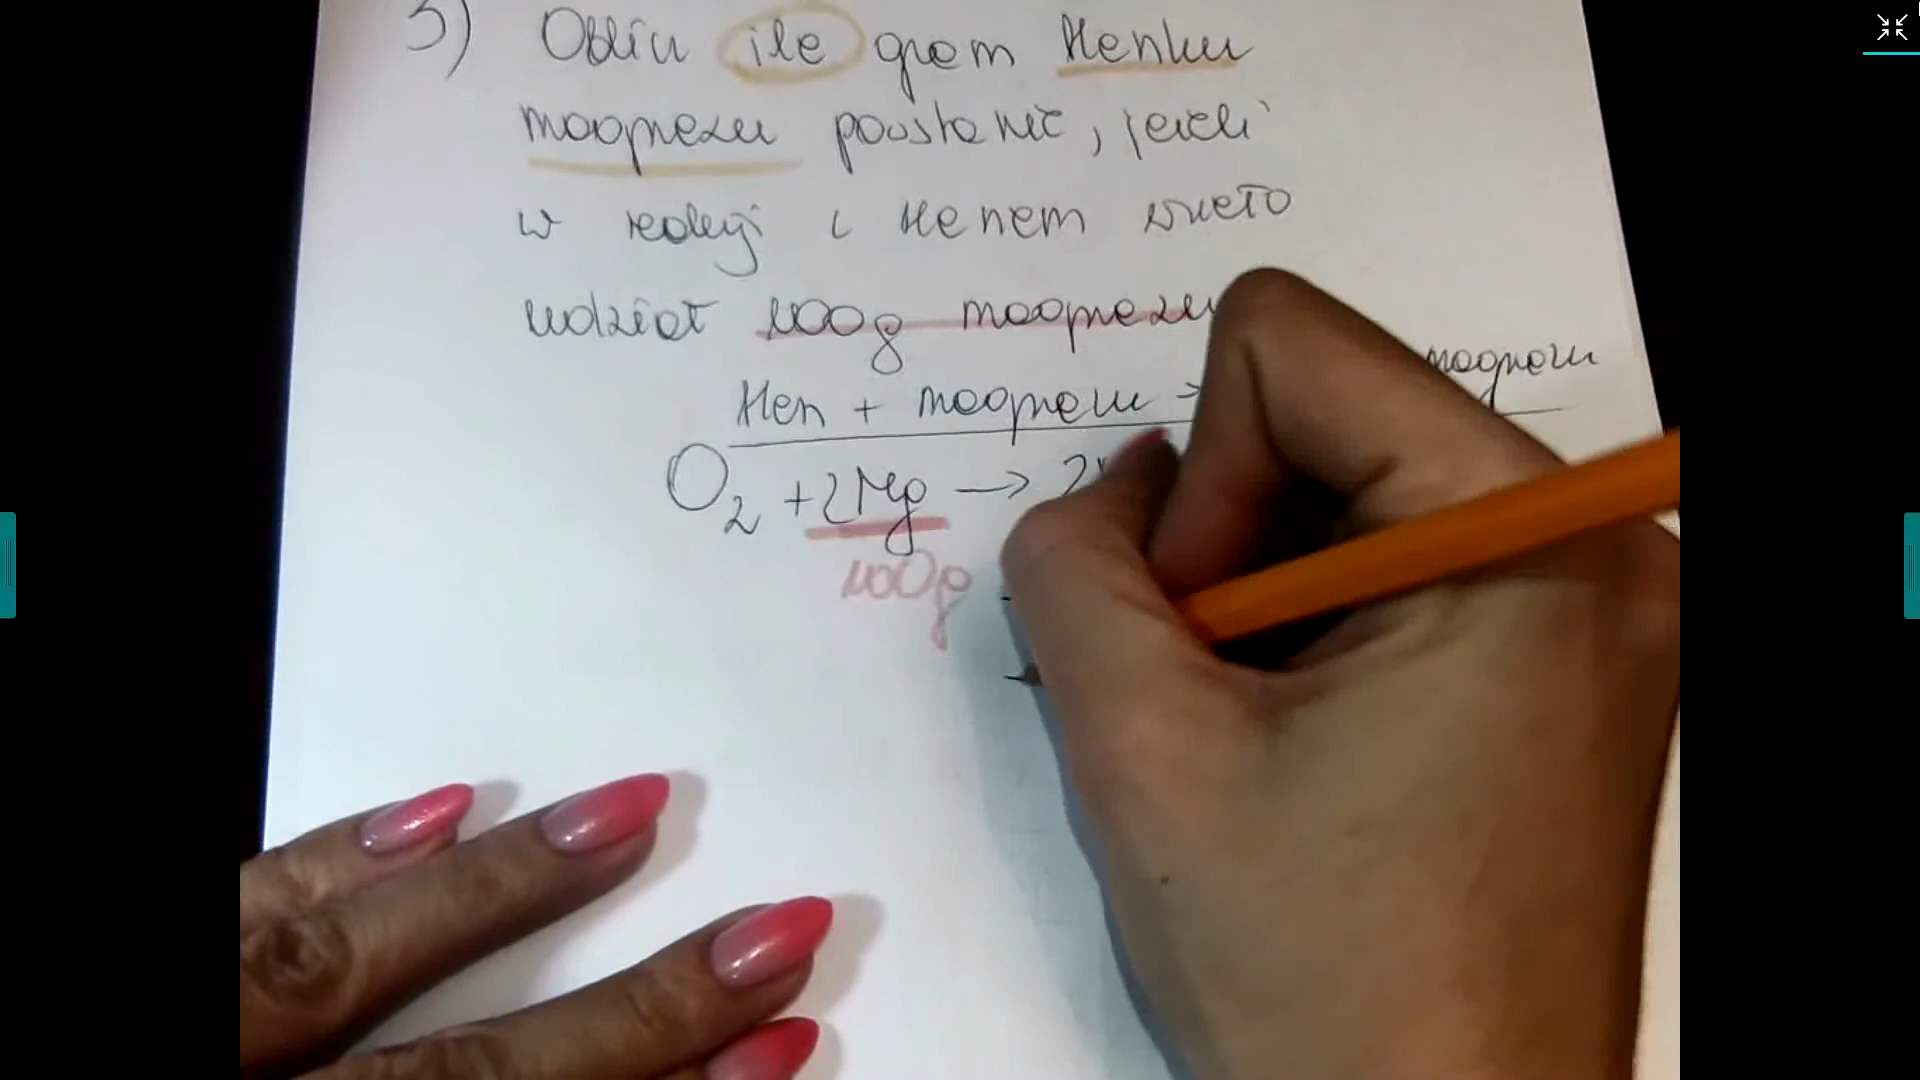 3) Oblicz ile gram tlenku
magnezu powstanie, jeżeli
w reakcji z tlenem wzięło
udział 100g magnezu
tlen + magnez → magnezu
O₂ + 2Mg → 2
100g